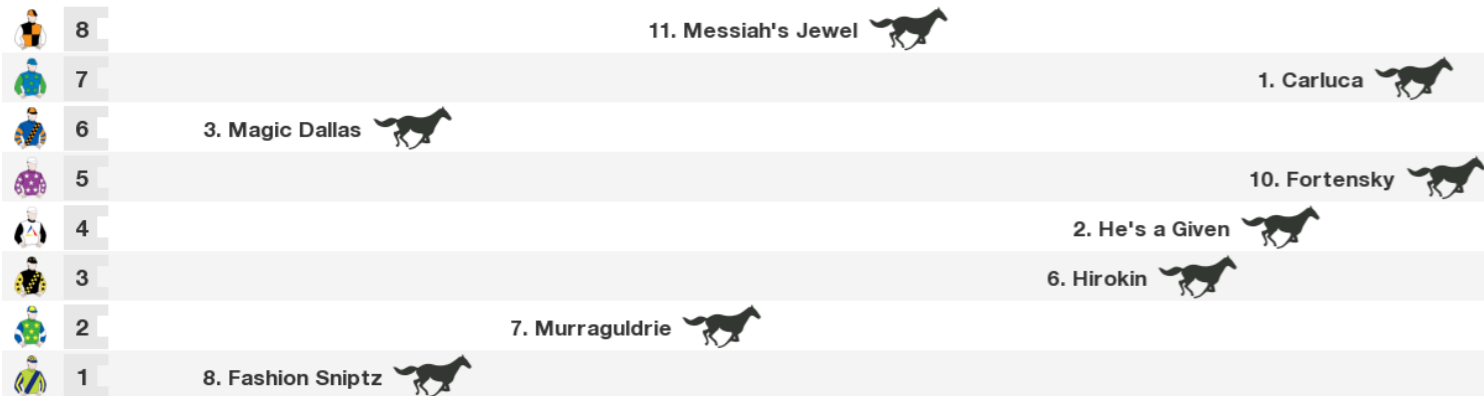 8 11. Messiah's Jewel
7 1. Carluca
6 3. Magic Dallas
5 10. Fortensky
4 2. He's a Given
3 6. Hirokin
2 7. Murraguldrie
1 8. Fashion Sniptz